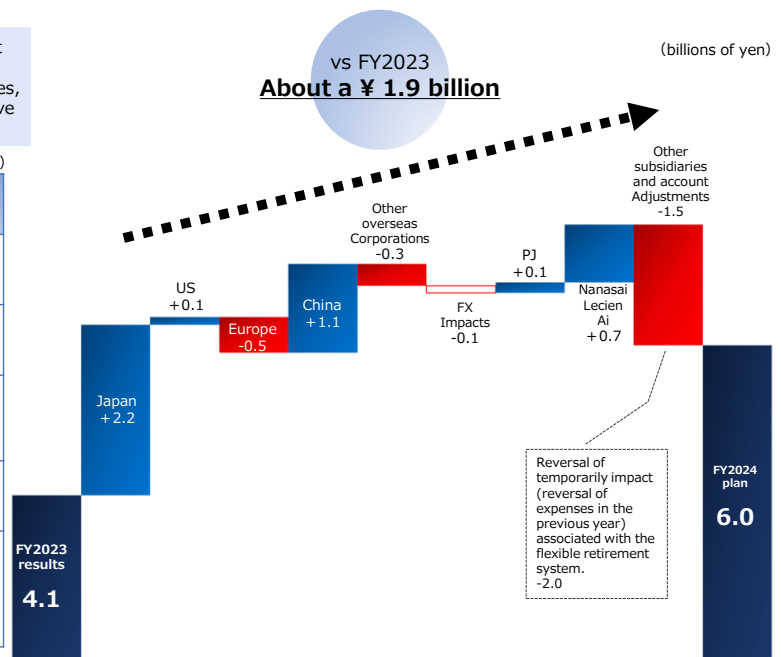 t
es,
ve
)
vs FY2023
About a ¥ 1.9 billion
(billions of yen)
FY2023
results
4.1
Japan
+2.2
US
+0.1
Europe
-0.5
China
+1.1
Other
overseas
Corporations
-0.3
FX
Impacts
-0.1
PJ
+0.1
Nanasai
Lecien
Ai
+0.7
Other
subsidiaries
and account
Adjustments
-1.5
Reversal of
temporarily impact
(reversal of
expenses in the
previous year)
associated with the
flexible retirement
system.
-2.0
FY2024
plan
6.0